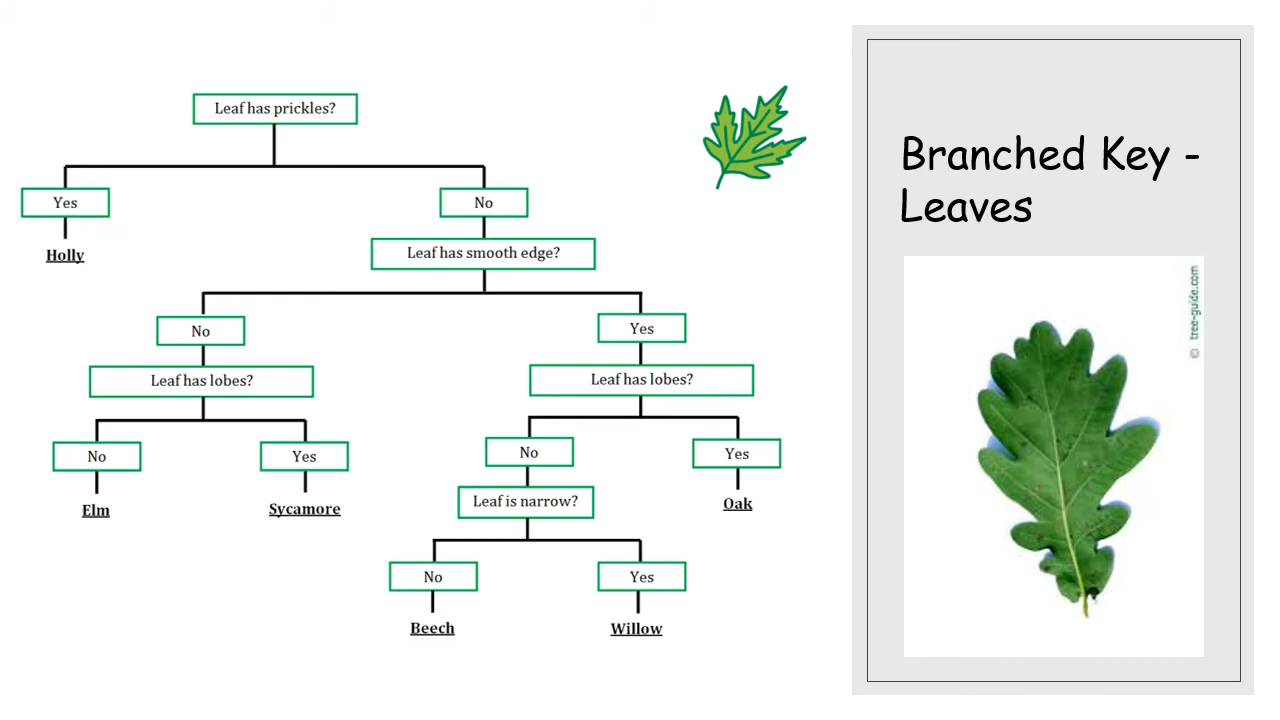 Branched Key -
Leaves
Leaf has prickles?
Yes
No
Holly
Leaf has smooth edge?
No
Yes
Leaf has lobes?
Leaf has lobes?
No
Yes
No
Yes
Elm
Sycamore
Leaf is narrow?
Oak
No
Yes
Beech
Willow
© tree-guide.com